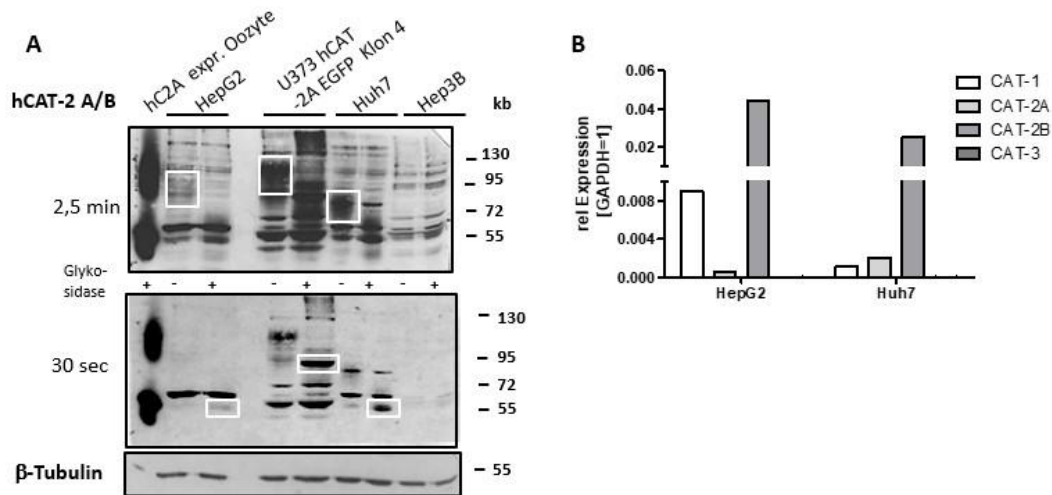 A
hC2A expr. Oozyte
HepG2
U373 hCAT
-2A EGFP Klon 4
Huh7
Hep3B
hCAT-2 A/B
kb
2,5 min
130
95
72
55
Glyko-
sidase
+ - + - + - + - +
30 sec
130
95
72
55
β-Tubulin
55
B
rel Expression
[GAPDH=1]
0.06
0.04
0.02
0.008
0.004
0.000
HepG2
Huh7
CAT-1
CAT-2A
CAT-2B
CAT-3